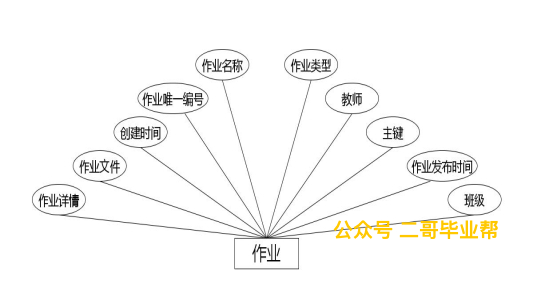 作业名称
作业类型
作业唯一编号
教师
创建时间
主键
作业文件
作业发布时间
作业详情
班级
公众号 二哥毕业帮
作业